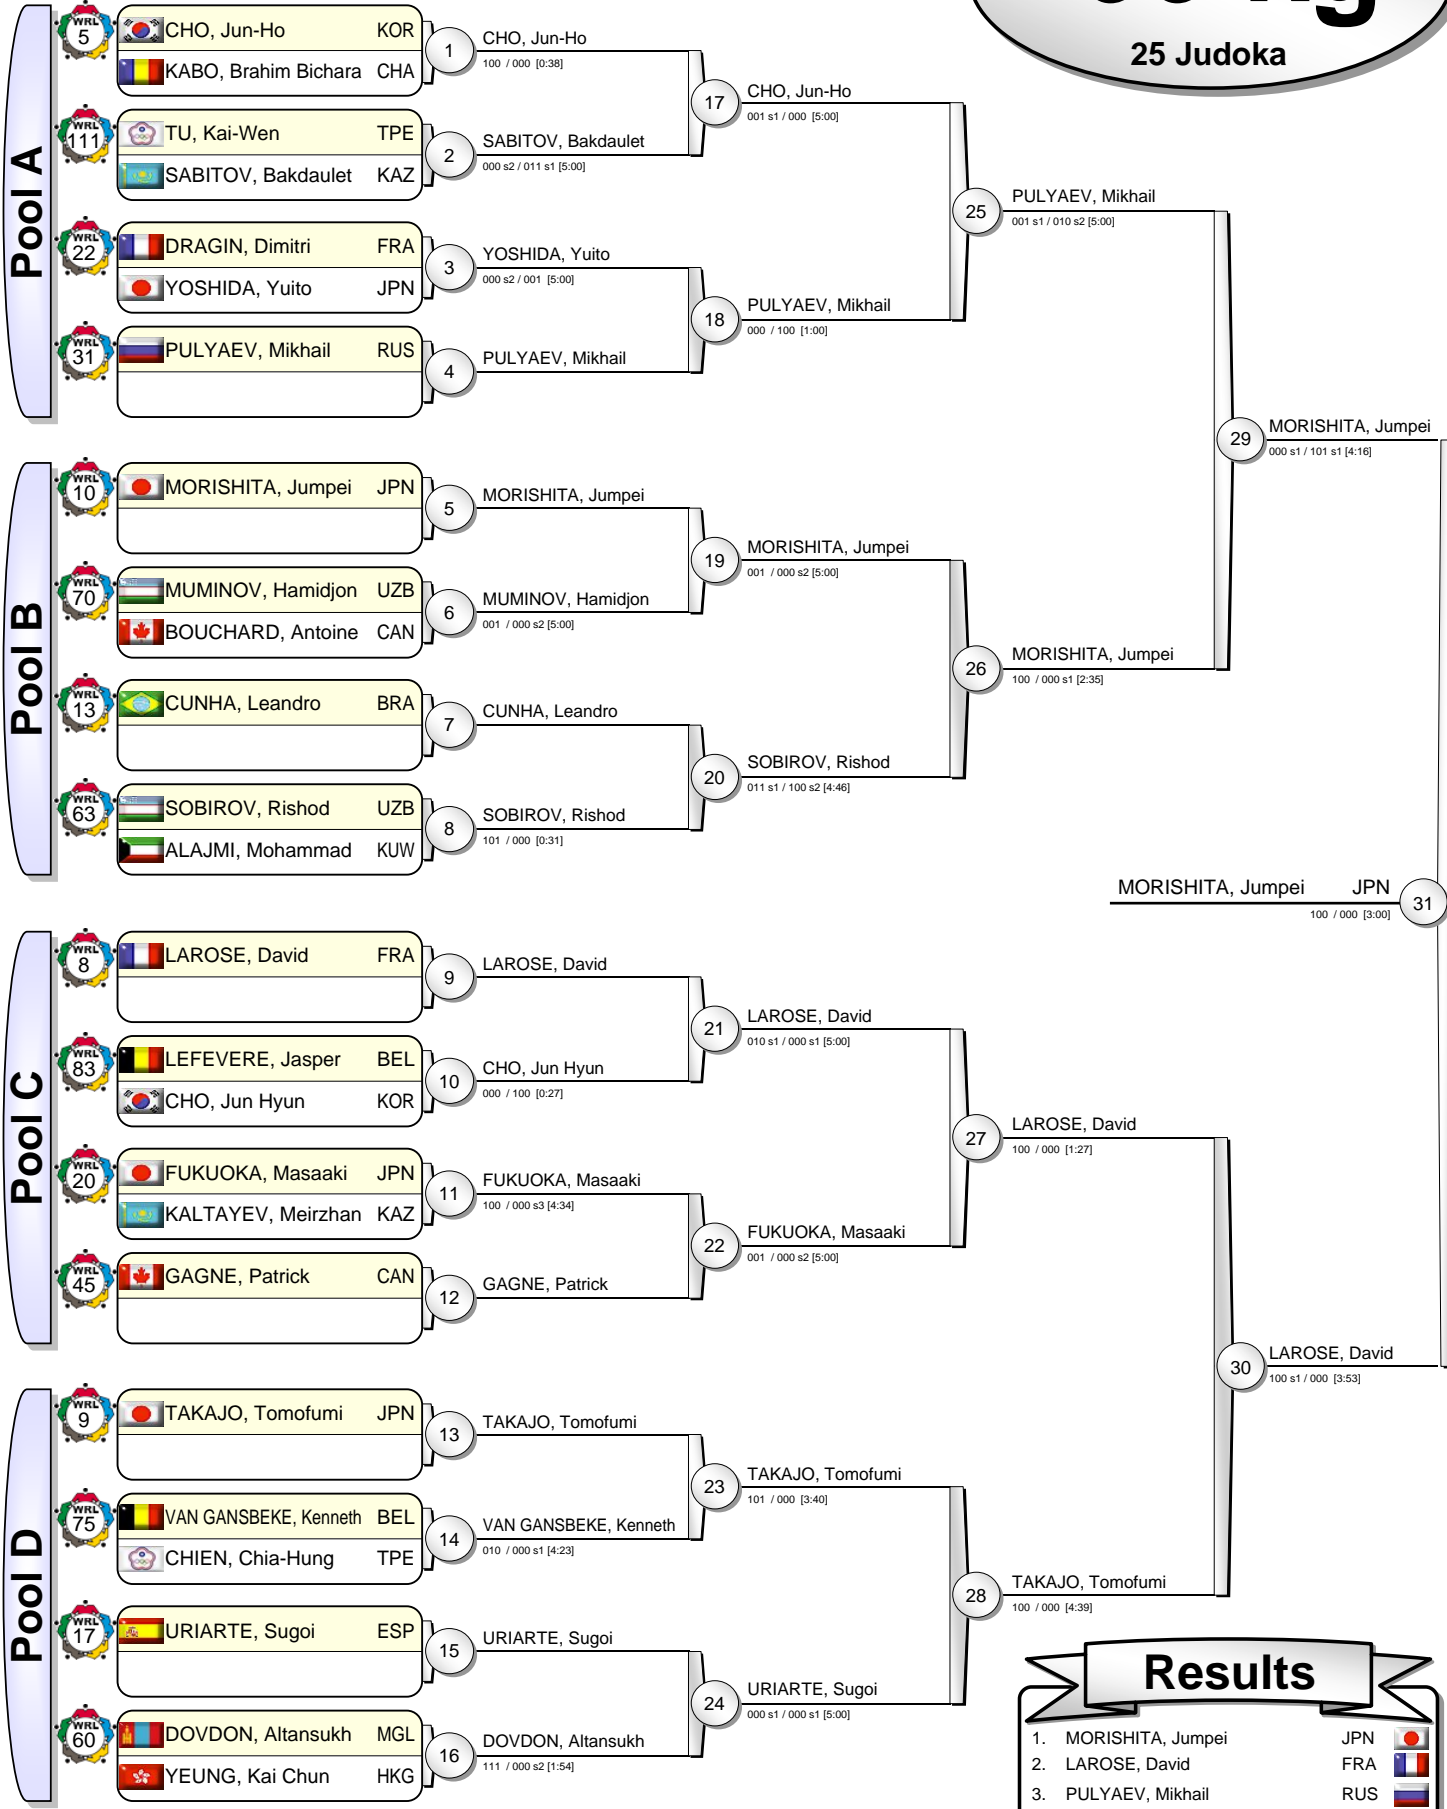 25 Judoka
Pool A
WRL 5
CHO, Jun-Ho KOR
KABO, Brahim Bichara CHA
WRL 111
TU, Kai-Wen TPE
SABITOV, Bakdaulet KAZ
WRL 22
DRAGIN, Dimitri FRA
YOSHIDA, Yuito JPN
WRL 31
PULYAEV, Mikhail RUS
1
CHO, Jun-Ho
100 / 000 [0:38]
2
SABITOV, Bakdaulet
000 s2 / 011 s1 [5:00]
3
YOSHIDA, Yuito
000 s2 / 001 [5:00]
4
PULYAEV, Mikhail
17
CHO, Jun-Ho
001 s1 / 000 [5:00]
18
PULYAEV, Mikhail
000 / 100 [1:00]
25
PULYAEV, Mikhail
001 s1 / 010 s2 [5:00]
Pool B
WRL 10
MORISHITA, Jumpei JPN
WRL 70
MUMINOV, Hamidjon UZB
BOUCHARD, Antoine CAN
WRL 13
CUNHA, Leandro BRA
WRL 63
SOBIROV, Rishod UZB
ALAJMI, Mohammad KUW
5
MORISHITA, Jumpei
6
MUMINOV, Hamidjon
001 / 000 s2 [5:00]
7
CUNHA, Leandro
8
SOBIROV, Rishod
101 / 000 [0:31]
19
MORISHITA, Jumpei
001 / 000 s2 [5:00]
20
SOBIROV, Rishod
011 s1 / 100 s2 [4:46]
26
MORISHITA, Jumpei
100 / 000 s1 [2:35]
29
MORISHITA, Jumpei
000 s1 / 101 s1 [4:16]
MORISHITA, Jumpei JPN
100 / 000 [3:00]
31
Pool C
WRL 8
LAROSE, David FRA
WRL 83
LEFEVERE, Jasper BEL
CHO, Jun Hyun KOR
WRL 20
FUKUOKA, Masaaki JPN
KALTAYEV, Meirzhan KAZ
WRL 45
GAGNE, Patrick CAN
9
LAROSE, David
10
CHO, Jun Hyun
000 / 100 [0:27]
11
FUKUOKA, Masaaki
100 / 000 s3 [4:34]
12
GAGNE, Patrick
21
LAROSE, David
010 s1 / 000 s1 [5:00]
22
FUKUOKA, Masaaki
001 / 000 s2 [5:00]
27
LAROSE, David
100 / 000 [1:27]
Pool D
WRL 9
TAKAJO, Tomofumi JPN
WRL 75
VAN GANSBEKE, Kenneth BEL
CHIEN, Chia-Hung TPE
WRL 17
URIARTE, Sugoi ESP
WRL 60
DOVDON, Altansukh MGL
YEUNG, Kai Chun HKG
13
TAKAJO, Tomofumi
14
VAN GANSBEKE, Kenneth
010 / 000 s1 [4:23]
15
URIARTE, Sugoi
16
DOVDON, Altansukh
111 / 000 s2 [1:54]
23
TAKAJO, Tomofumi
101 / 000 [3:40]
24
URIARTE, Sugoi
000 s1 / 000 s1 [5:00]
28
TAKAJO, Tomofumi
100 / 000 [4:39]
30
LAROSE, David
100 s1 / 000 [3:53]
Results
1. MORISHITA, Jumpei JPN
2. LAROSE, David FRA
3. PULYAEV, Mikhail RUS